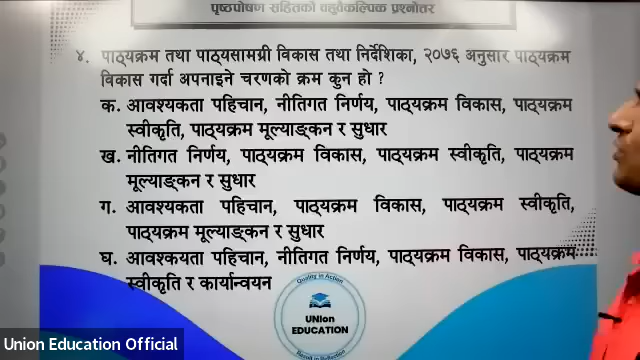 पृष्ठपोषण सहितको वहुवैकल्पिक प्रश्नोत्तर
४. पाठ्यक्रम तथा पाठ्यसामग्री विकास तथा निर्देशिका, २०७६ अनुसार पाठ्यक्रम
विकास गर्दा अपनाइने चरणको क्रम कुन हो ?
क. आवश्यकता पहिचान, नीतिगत निर्णय, पाठ्यक्रम विकास, पाठ्यक्रम
स्वीकृति, पाठ्यक्रम मूल्याङ्कन र सुधार
ख. नीतिगत निर्णय, पाठ्यक्रम विकास, पाठ्यक्रम स्वीकृति, पाठ्यक्रम
मूल्याङ्कन र सुधार
ग. आवश्यकता पहिचान, पाठ्यक्रम विकास, पाठ्यक्रम स्वीकृति,
पाठ्यक्रम मूल्याङ्कन र सुधार
घ. आवश्कयता पहिचान, नीतिगत निर्णय, पाठ्यक्रम विकास, पाठ्यक्रम
स्वीकृति र कार्यान्वयन
Quality in Action
UNIon
EDUCATION
UnIon Education Official